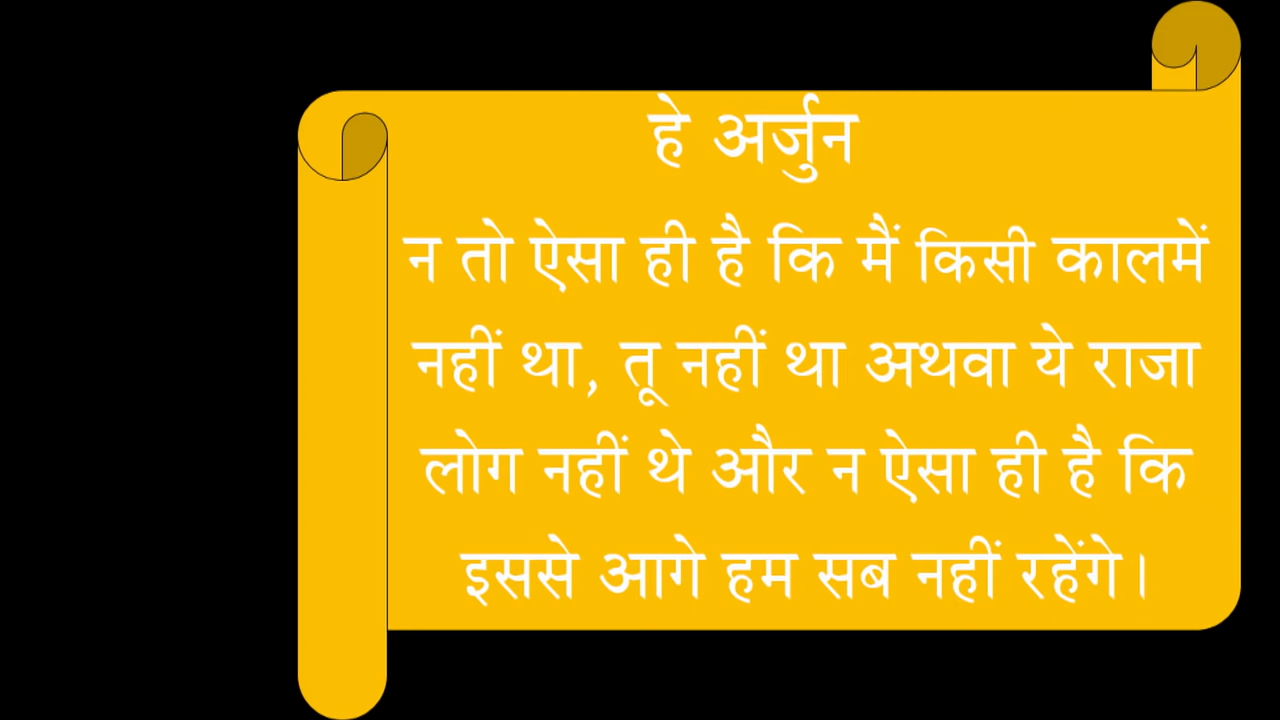 हे अर्जुन
न तो ऐसा ही है कि मैं किसी कालमें
नहीं था, तू नहीं था अथवा ये राजा
लोग नहीं थे और न ऐसा ही है कि
इससे आगे हम सब नहीं रहेंगे।